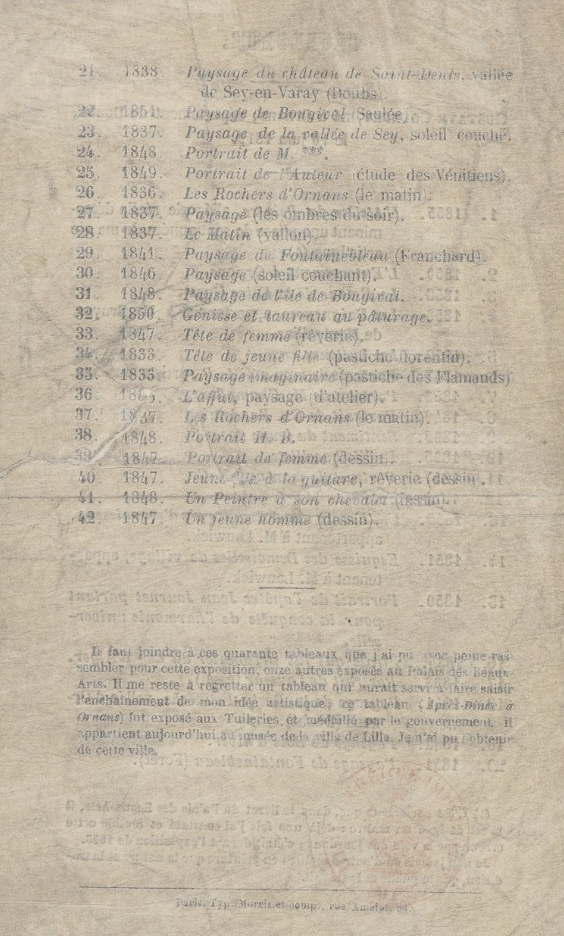 21. 1838 Paysage du château de Saint-Denis, vallée
de Sey-en-Varay (Doubs).
22. 1851. Paysage de Bougival (Saulée
23. 1837. Paysage de la vallée de Sey, soleil couché.
24. 1848 Portrait de M. ***.
25. 1849. Portrait de l'Auteur (étude des Vénitiens).
26. 1836. Les Rochers d'Ornans (le matin).
27. 1837. Paysage (les ombres du soir).
28. 1837. Le Matin (vallon).
29. 1841. Paysage de Fontainebleau (Franchard).
30. 1846. Paysage (soleil couchant).
31. 1848. Paysage de l'île de Bougival.
32. 1850. Génisse et taureau au pâturage.
33. 1847. Tête de femme (rêverie).
34. Tête de jeune fille (pastiche florentin).
35. Paysage imaginaire (pastiche des Flamands)
36. L'affut, paysage (d'atelier).
37. 1847. Les Rochers d'Ornans (le matin).
38. 1848. Portrait H. B.
39. 1847. Portrait de femme (dessin).
40 1847. Jeune fille à la guitare, rêverie (dessin).
41. 1848. Un Peintre à son chevalet (dessin).
42. 1847 Un jeune homme (dessin).
Il faut joindre à ces quarante tableaux que j'ai pu avec peine ras-
sembler pour cette exposition, onze autres exposés au Palais des Beaux-
Arts. Il me reste à regretter un tableau qui aurait servi à faire saisir
l'enchaînement de mon idée artistique; ce tableau (Après-Dîner à
Ornans) fut exposé aux Tuileries et médaillé par le gouvernement, il
appartient aujourd'hui au musée de la ville de Lille. Je n'ai pu l'obtenir
de cette ville.
Paris. Typ. Morris et comp., rue Amelot, 64.